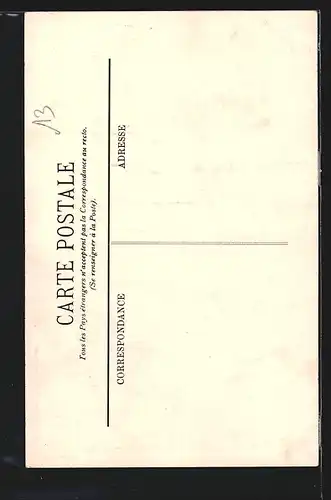 13
CARTE POSTALE
Tous les Pays étrangers n'acceptent pas la Correspondance au recto.
(Se renseigner à la Poste).
CORRESPONDANCE
ADRESSE